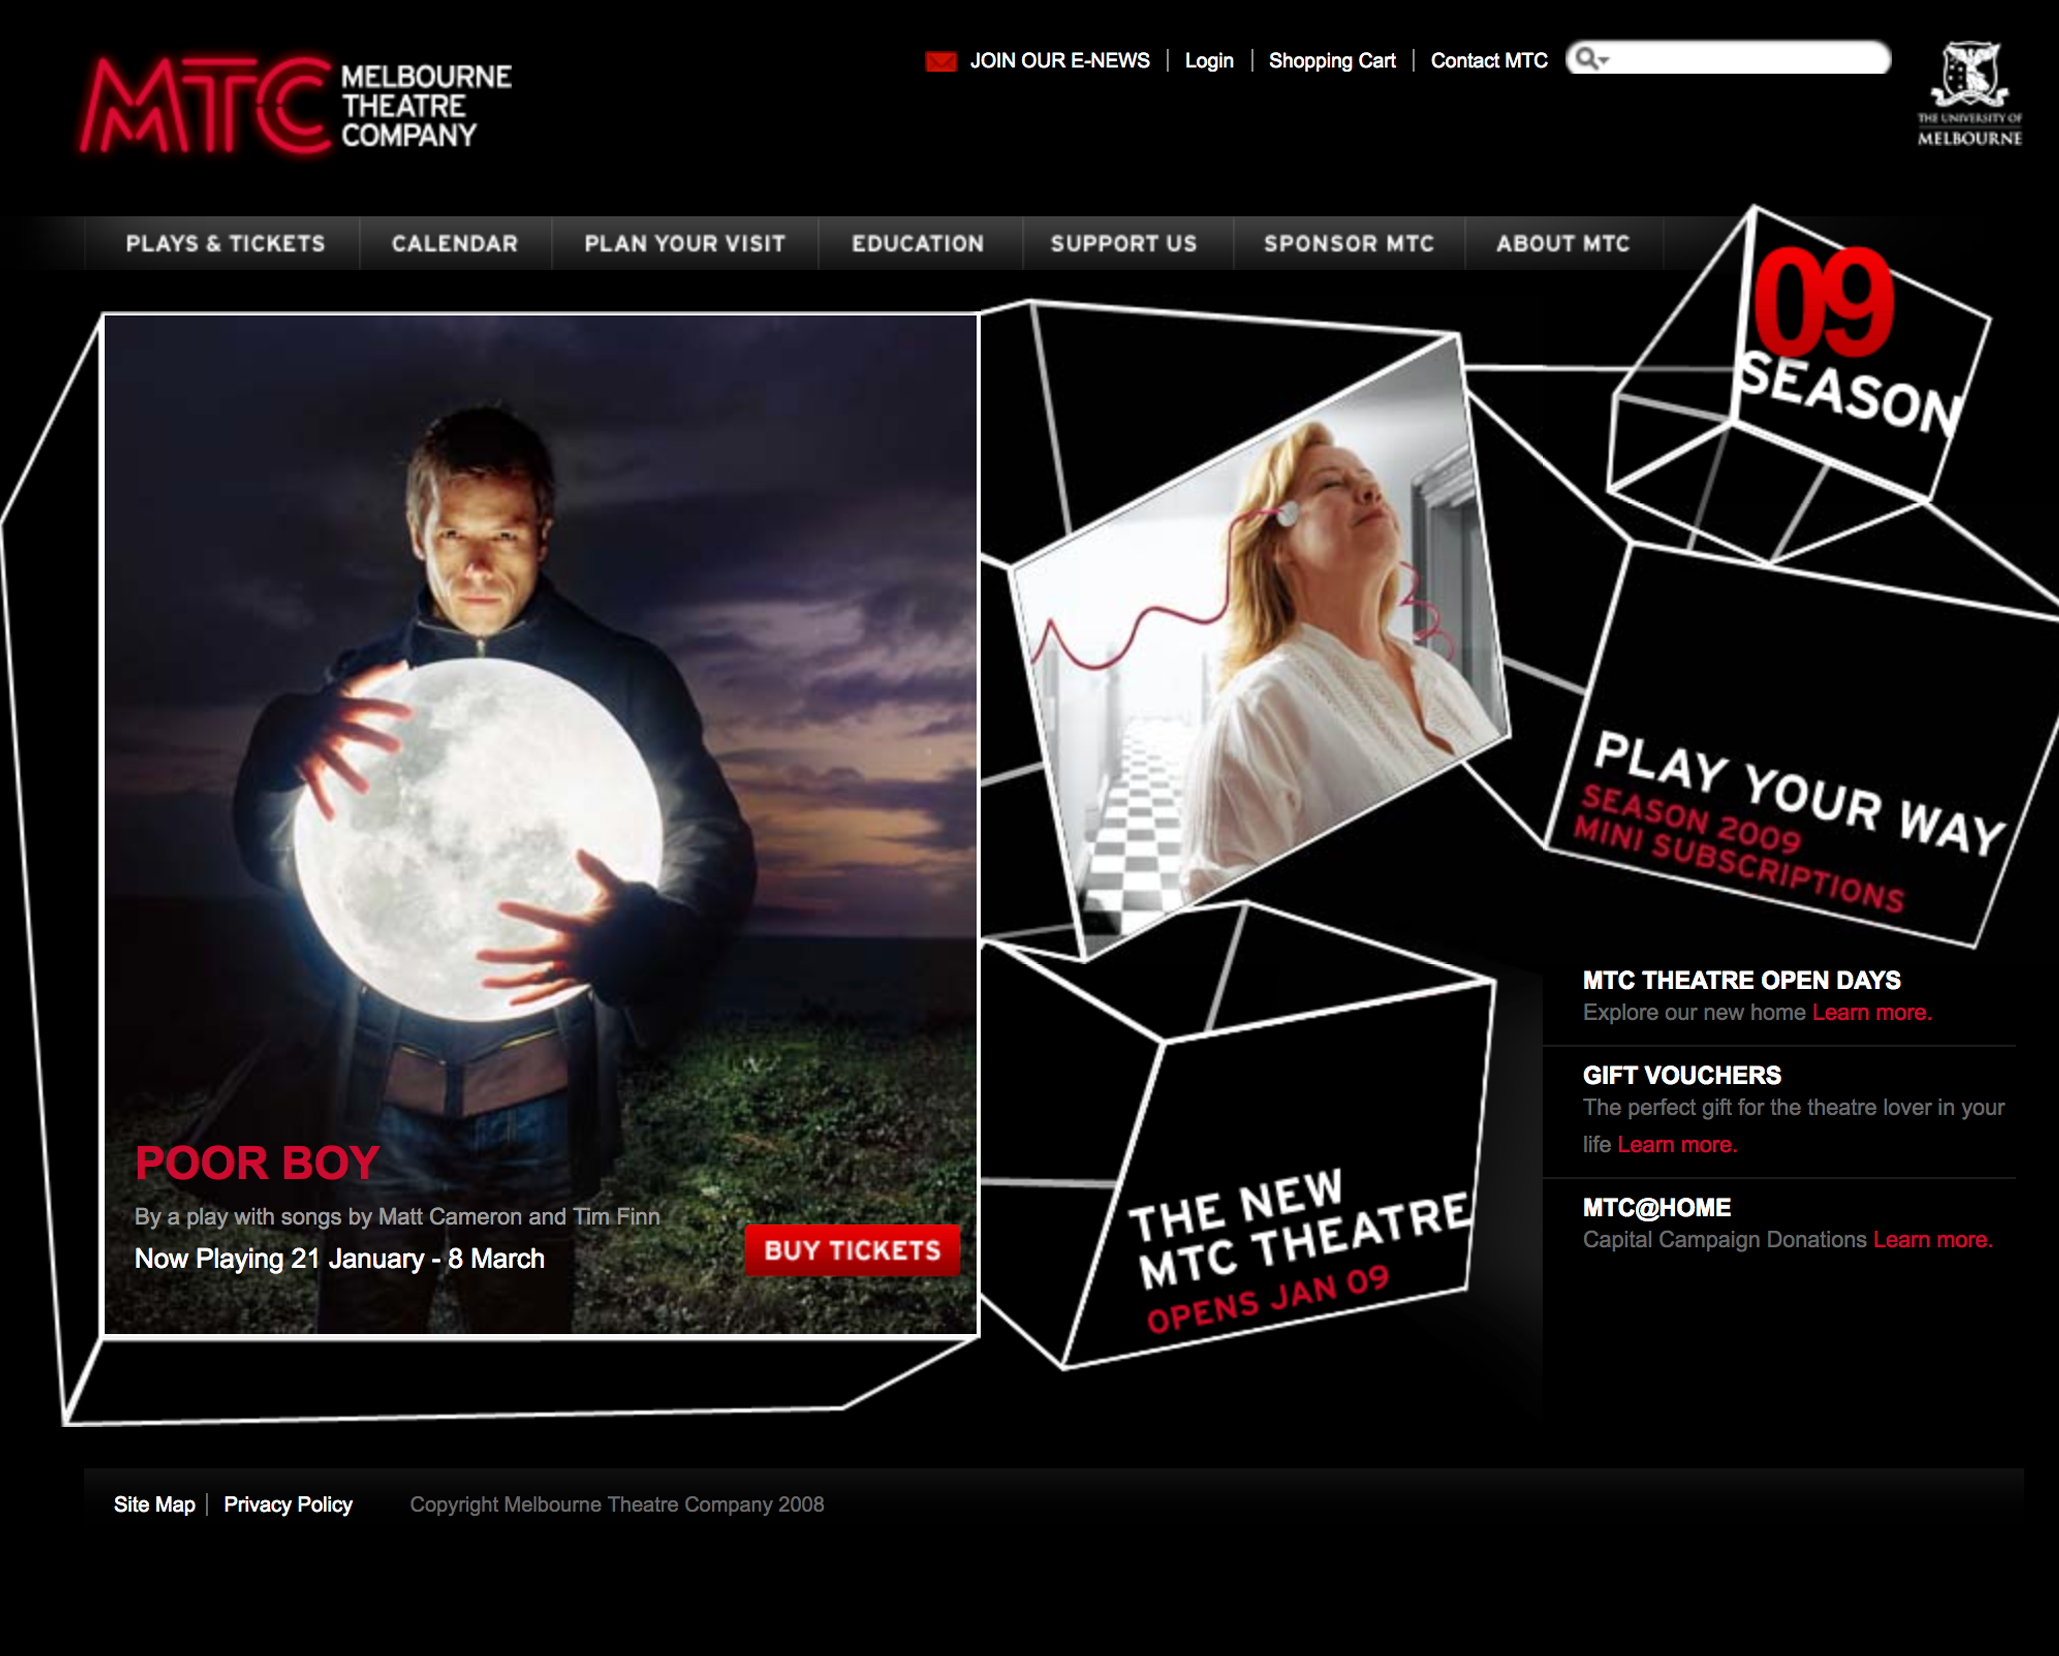 MTC MELBOURNE
THEATRE
COMPANY
JOIN OUR E-NEWS
Login
Shopping Cart
Contact MTC
THE UNIVERSITY OF
MELBOURNE
PLAYS & TICKETS
CALENDAR
PLAN YOUR VISIT
EDUCATION
SUPPORT US
SPONSOR MTC
ABOUT MTC
09
SEASON
PLAY YOUR WAY
SEASON 2009
MINI SUBSCRIPTIONS
POOR BOY
By a play with songs by Matt Cameron and Tim Finn
Now Playing 21 January - 8 March
BUY TICKETS
THE NEW
MTC THEATRE
OPENS JAN 09
MTC THEATRE OPEN DAYS
Explore our new home Learn more.
GIFT VOUCHERS
The perfect gift for the theatre lover in your
life Learn more.
MTC@HOME
Capital Campaign Donations Learn more.
Site Map
Privacy Policy
Copyright Melbourne Theatre Company 2008